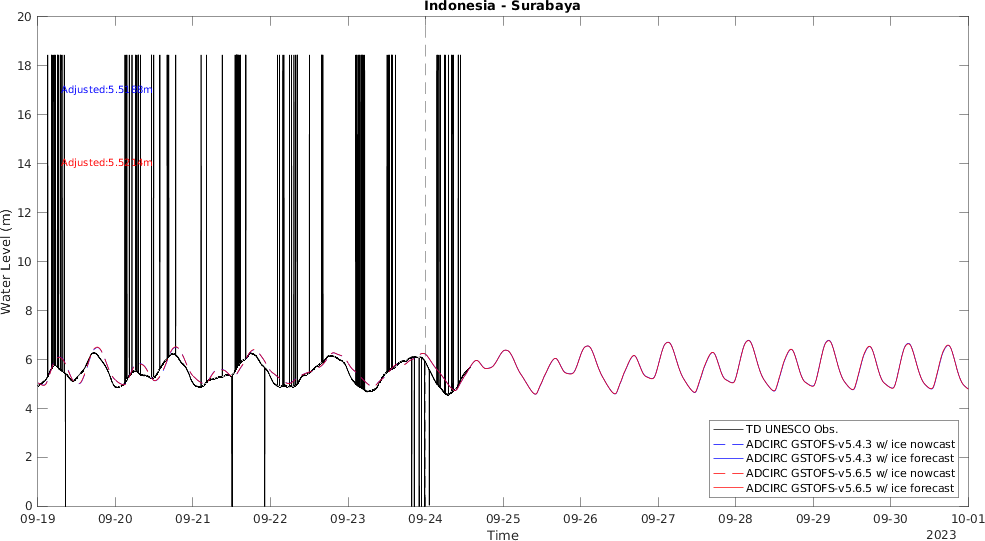 Indonesia - Surabaya
20
18
16
14
12
10
8
6
4
2
0
Water Level (m)
Adjusted:
Adjusted:
TD UNESCO Obs.
ADCIRC GSTOFS-v5.4.3 w/ ice nowcast
ADCIRC GSTOFS-v5.4.3 w/ ice forecast
ADCIRC GSTOFS-v5.6.5 w/ ice nowcast
ADCIRC GSTOFS-v5.6.5 w/ ice forecast
09-19 09-20 09-21 09-22 09-23 09-24 09-25 09-26 09-27 09-28 09-29 09-30 10-01
Time
2023